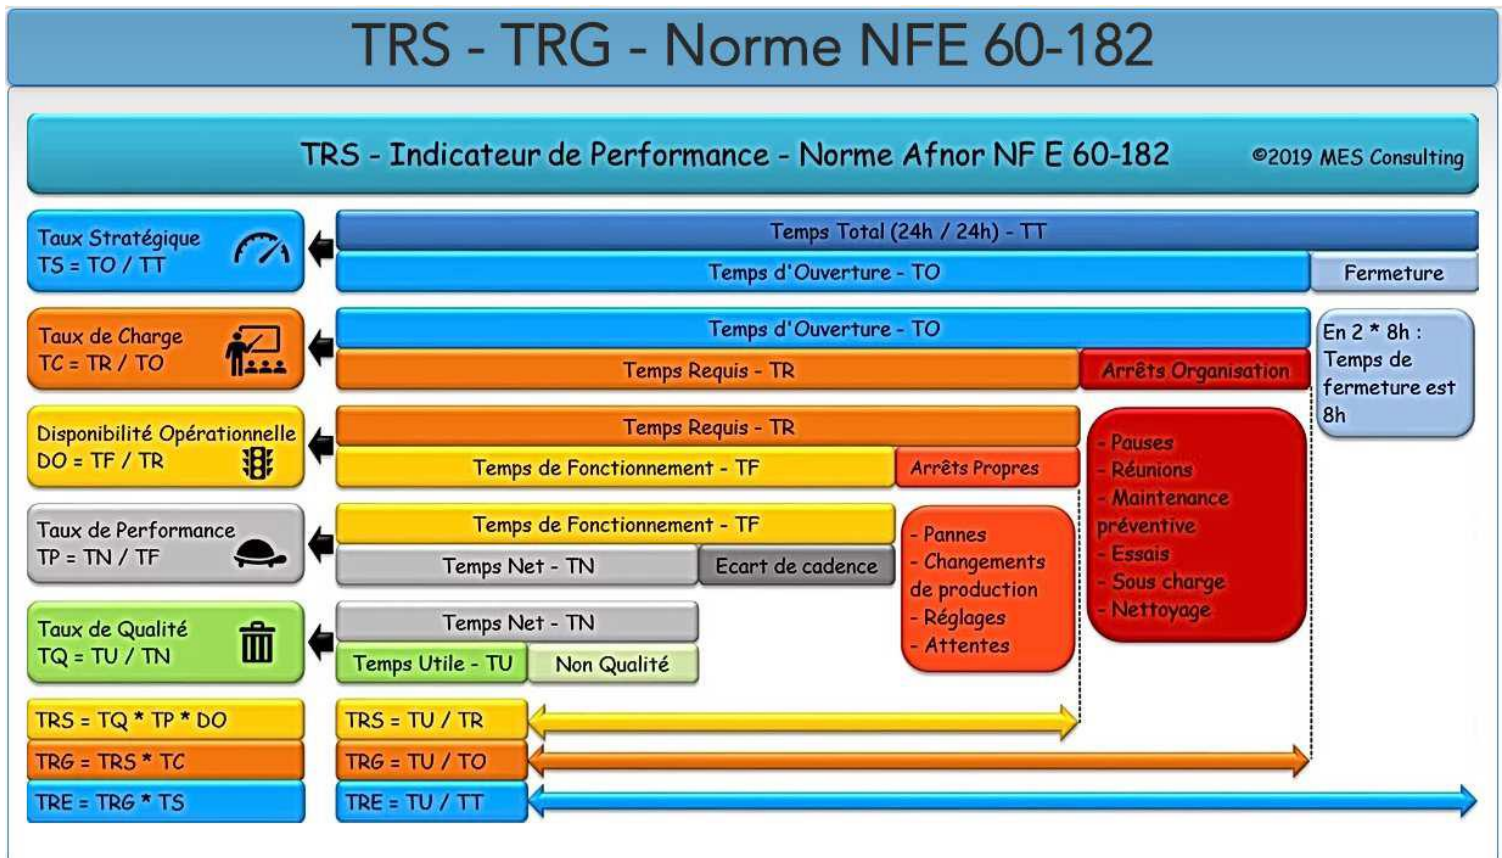 TRS - TRG - Norme NFE 60-182
TRS - Indicateur de Performance - Norme Afnor NF E 60-182
©2019 MES Consulting
Taux Stratégique
TS = TO / TT
Temps Total (24h / 24h) - TT
Temps d'Ouverture - TO
Fermeture
Taux de Charge
TC = TR / TO
Temps d'Ouverture - TO
Temps Requis - TR
Arrêts Organisation
En 2 * 8h :
Temps de
fermeture est
8h
Disponibilité Opérationnelle
DO = TF / TR
Temps Requis - TR
Temps de Fonctionnement - TF
Arrêts Propres
- Pauses
- Réunions
- Maintenance
préventive
- Essais
- Sous charge
- Nettoyage
Taux de Performance
TP = TN / TF
Temps de Fonctionnement - TF
Temps Net - TN
Ecart de cadence
- Pannes
- Changements
de production
- Réglages
- Attentes
Taux de Qualité
TQ = TU / TN
Temps Net - TN
Temps Utile - TU
Non Qualité
TRS = TQ * TP * DO
TRS = TU / TR
TRG = TRS * TC
TRG = TU / TO
TRE = TRG * TS
TRE = TU / TT